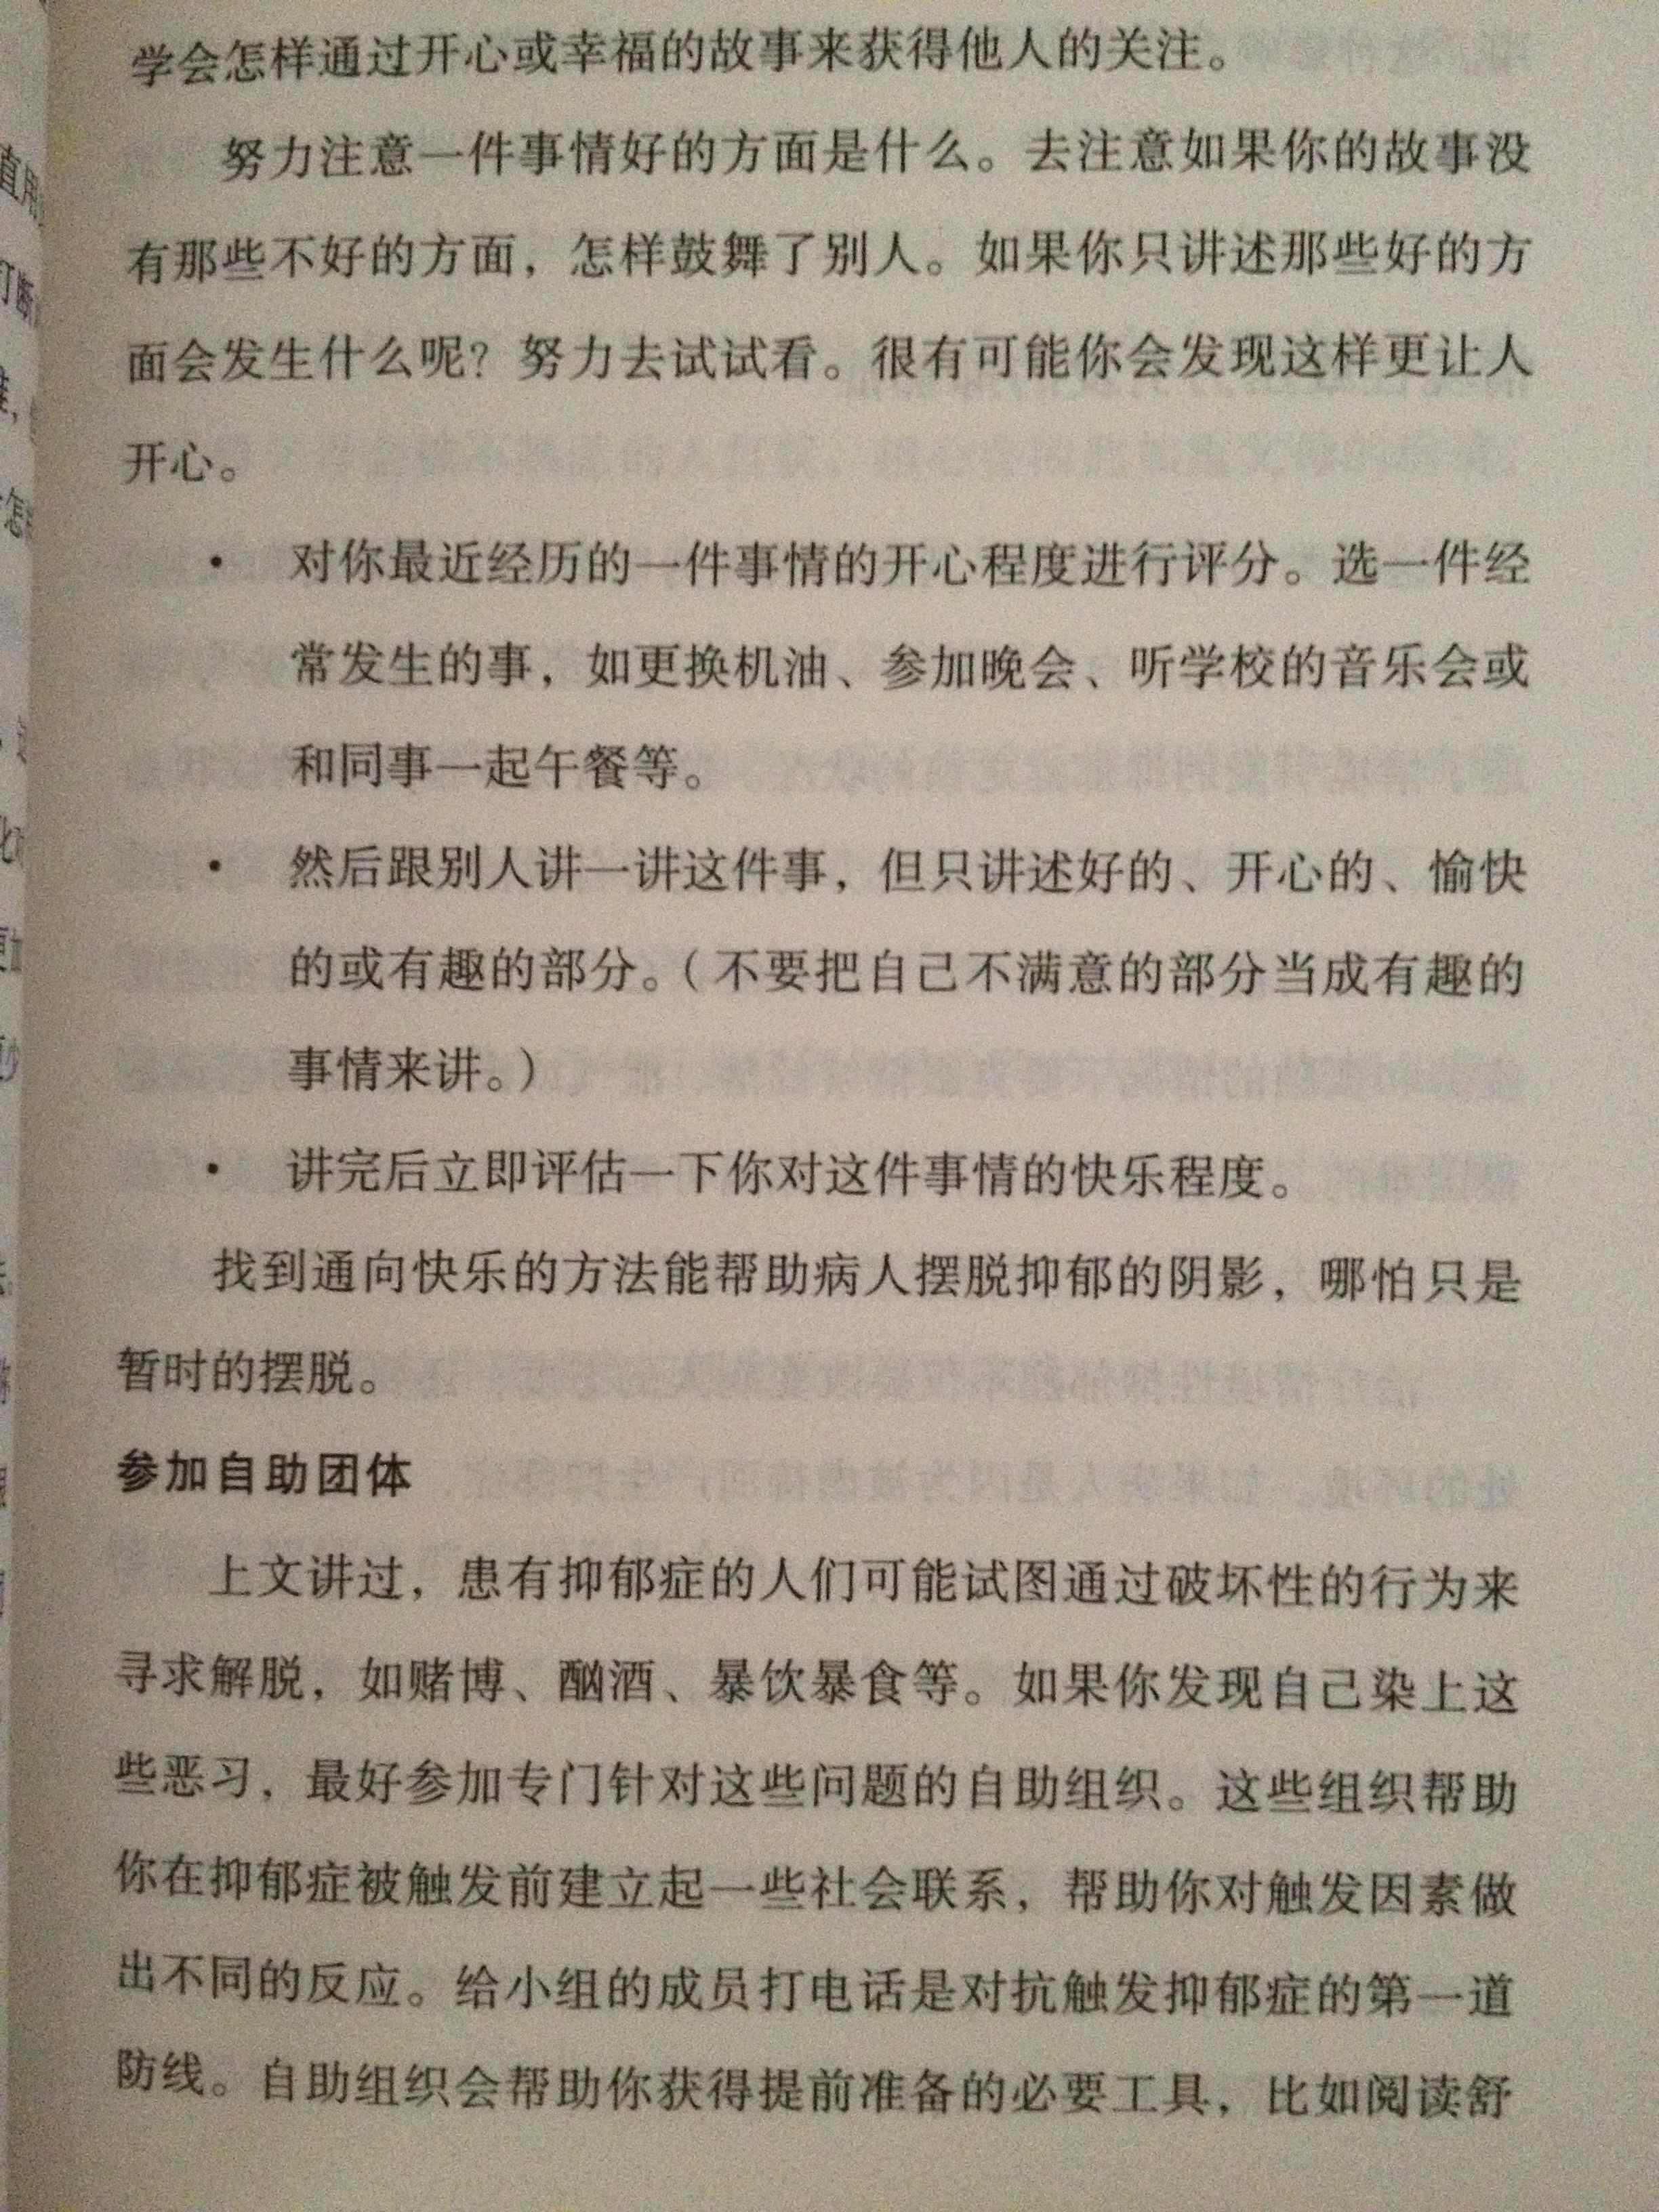 学会怎样通过开心或幸福的故事来获得他人的关注。
努力注意一件事情好的方面是什么。去注意如果你的故事没
有那些不好的方面，怎样鼓舞了别人。如果你只讲述那些好的方
面会发生什么呢？努力去试试看。很有可能你会发现这样更让人
开心。
• 对你最近经历的一件事情的开心程度进行评分。选一件经
常发生的事，如更换机油、参加晚会、听学校的音乐会或
和同事一起午餐等。
• 然后跟别人讲一讲这件事，但只讲述好的、开心的、愉快
的或有趣的部分。（不要把自己不满意的部分当成有趣的
事情来讲。）
• 讲完后立即评估一下你对这件事情的快乐程度。
找到通向快乐的方法能帮助病人摆脱抑郁的阴影，哪怕只是
暂时的摆脱。
参加自助团体
上文讲过，患有抑郁症的人们可能试图通过破坏性的行为来
寻求解脱，如赌博、酗酒、暴饮暴食等。如果你发现自己染上这
些恶习，最好参加专门针对这些问题的自助组织。这些组织帮助
你在抑郁症被触发前建立起一些社会联系，帮助你对触发因素做
出不同的反应。给小组的成员打电话是对抗触发抑郁症的第一道
防线。自助组织会帮助你获得提前准备的必要工具，比如阅读舒